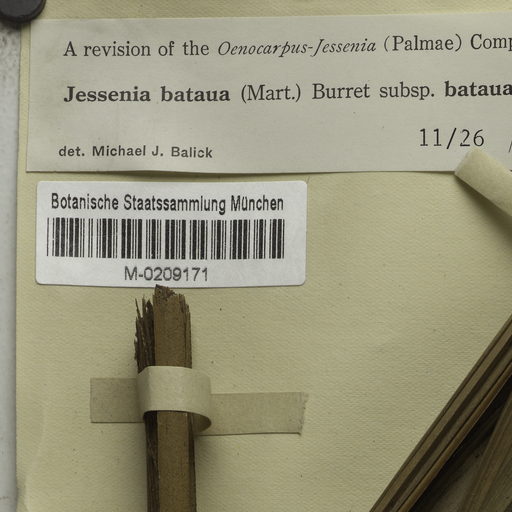 A revision of the Oenocarpus-Jessenia (Palmae) Comp
Jessenia bataua (Mart.) Burret subsp. bataua
det. Michael J. Balick 11/26 /
Botanische Staatssammlung München
M-0209171